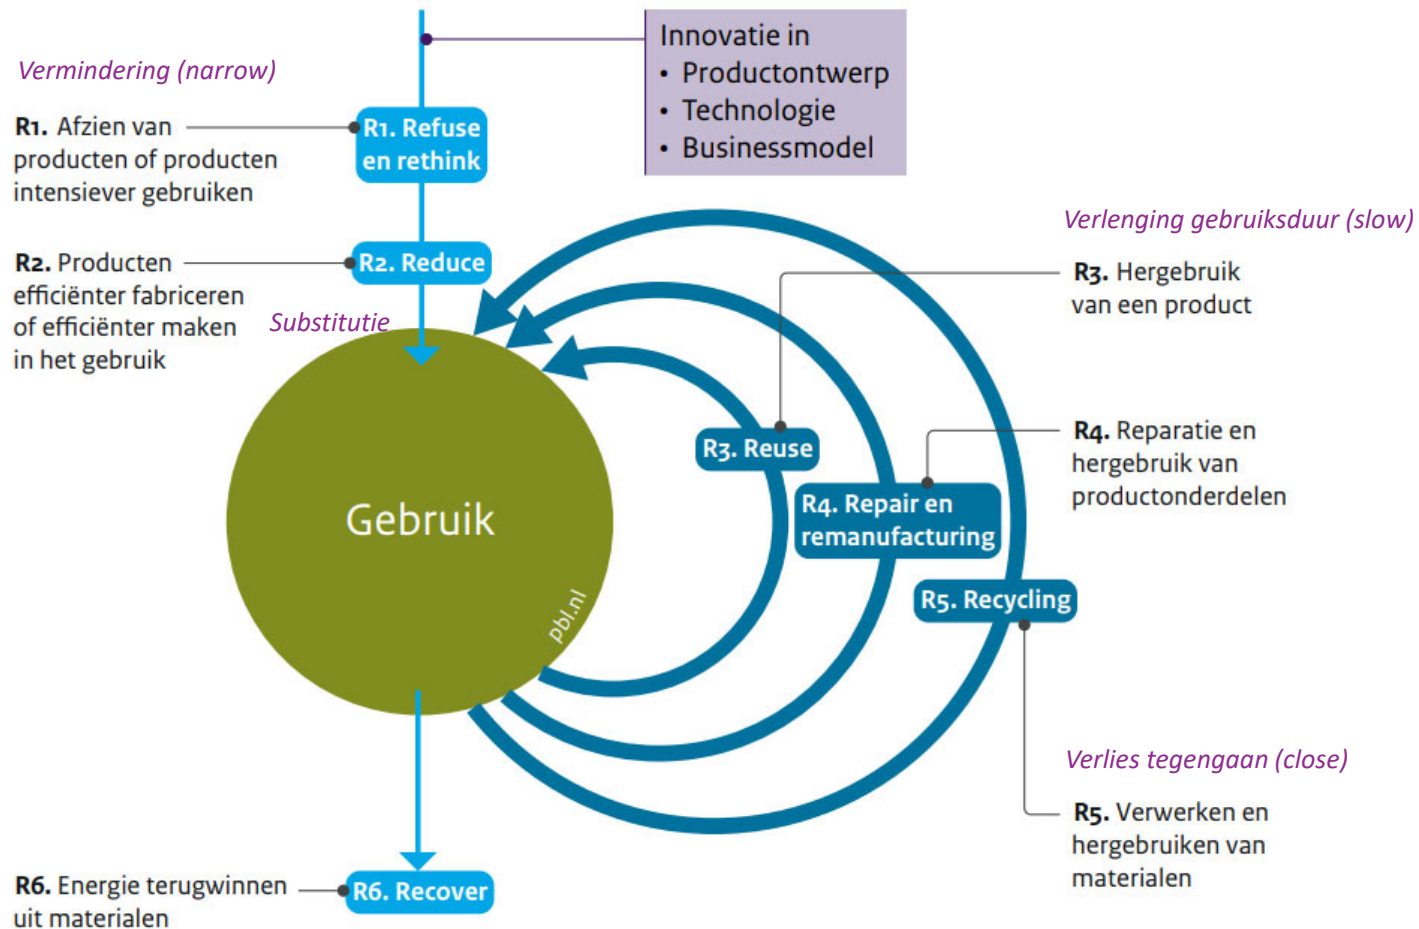 Innovatie in
• Productontwerp
• Technologie
• Businessmodel
Vermindering (narrow)
R1. Afzien van
producten of producten
intensiever gebruiken
R1. Refuse
en rethink
R2. Producten
efficiënter fabriceren
of efficiënter maken
in het gebruik
R2. Reduce
Substitutie
Verlenging gebruiksduur (slow)
R3. Hergebruik
van een product
R3. Reuse
R4. Reparatie en
hergebruik van
productonderdelen
R4. Repair en
remanufacturing
Gebruik
pbl.nl
R5. Recycling
Verlies tegengaan (close)
R5. Verwerken en
hergebruiken van
materialen
R6. Energie terugwinnen
uit materialen
R6. Recover